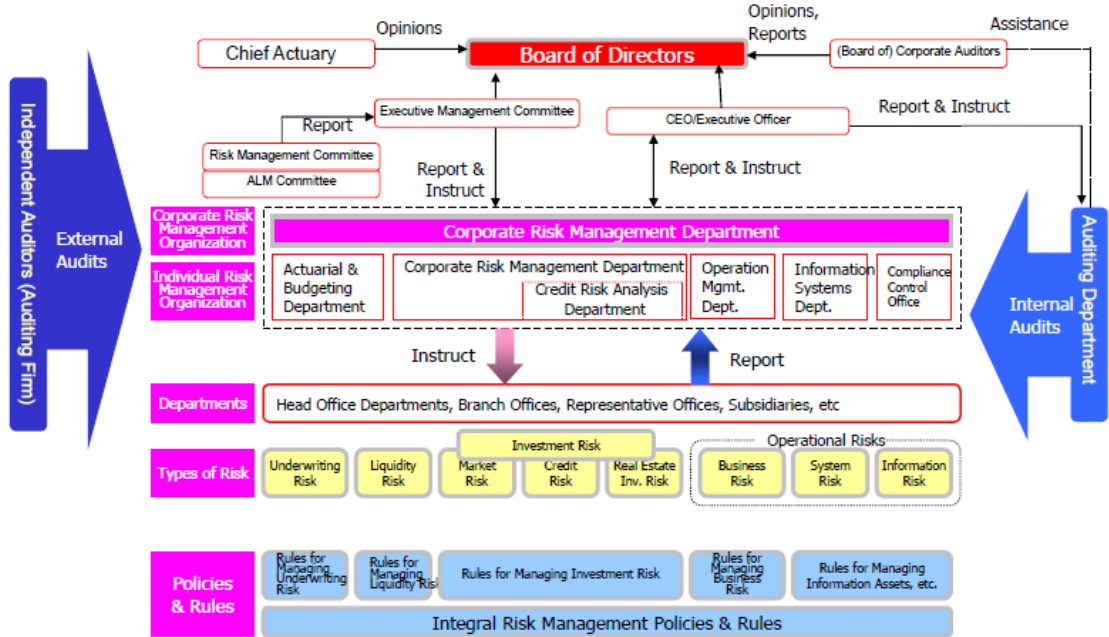 Opinions
Opinions,
Reports
Assistance
Chief Actuary
Board of Directors
(Board of) Corporate Auditors
Executive Management Committee
CEO/Executive Officer
Report & Instruct
Report
Risk Management Committee
ALM Committee
Report &
Instruct
Report & Instruct
Independent Auditors (Auditing Firm)
External
Audits
Corporate Risk
Management
Organization
Corporate Risk Management Department
Individual Risk
Management
Organization
Actuarial &
Budgeting
Department
Corporate Risk Management Department
Credit Risk Analysis
Department
Operation
Mgmt.
Dept.
Information
Systems
Dept.
Compliance
Control
Office
Internal
Audits
Auditing Department
Instruct
Report
Departments
Head Office Departments, Branch Offices, Representative Offices, Subsidiaries, etc
Types of Risk
Investment Risk
Operational Risks
Underwriting
Risk
Liquidity
Risk
Market
Risk
Credit
Risk
Real Estate
Inv. Risk
Business
Risk
System
Risk
Information
Risk
Policies
& Rules
Rules for
Managing
Underwriting
Risk
Rules for
Managing
Liquidity Risk
Rules for Managing Investment Risk
Rules for
Managing
Business
Risk
Rules for Managing
Information Assets, etc.
Integral Risk Management Policies & Rules